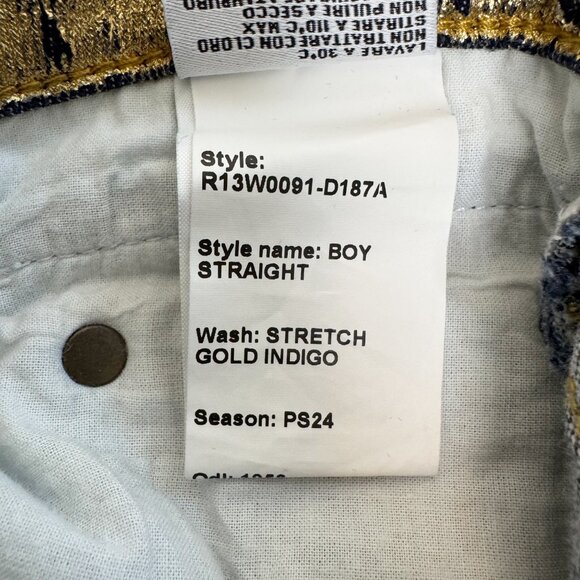 LAVARE A 30°C
NON TRATTARE CON CLORO
STIRARE A 110°C MAX
NON PULIRE A SECCO
Style:
R13W0091-D187A
Style name: BOY
STRAIGHT
Wash: STRETCH
GOLD INDIGO
Season: PS24